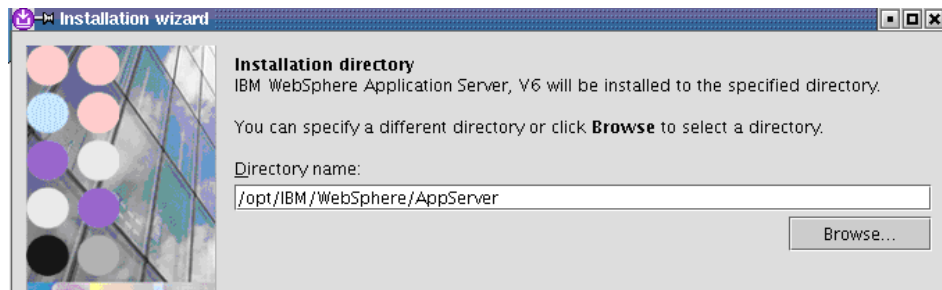 Installation wizard
Installation directory
IBM WebSphere Application Server, V6 will be installed to the specified directory.
You can specify a different directory or click Browse to select a directory.
Directory name:
/opt/IBM/WebSphere/AppServer
Browse...